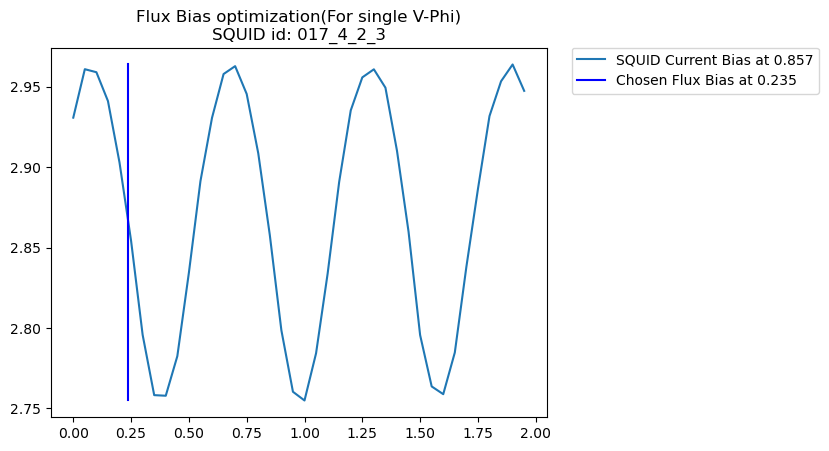 Flux Bias optimization(For single V-Phi)
SQUID id: 017_4_2_3
SQUID Current Bias at 0.857
Chosen Flux Bias at 0.235
2.95
2.90
2.85
2.80
2.75
0.00 0.25 0.50 0.75 1.00 1.25 1.50 1.75 2.00